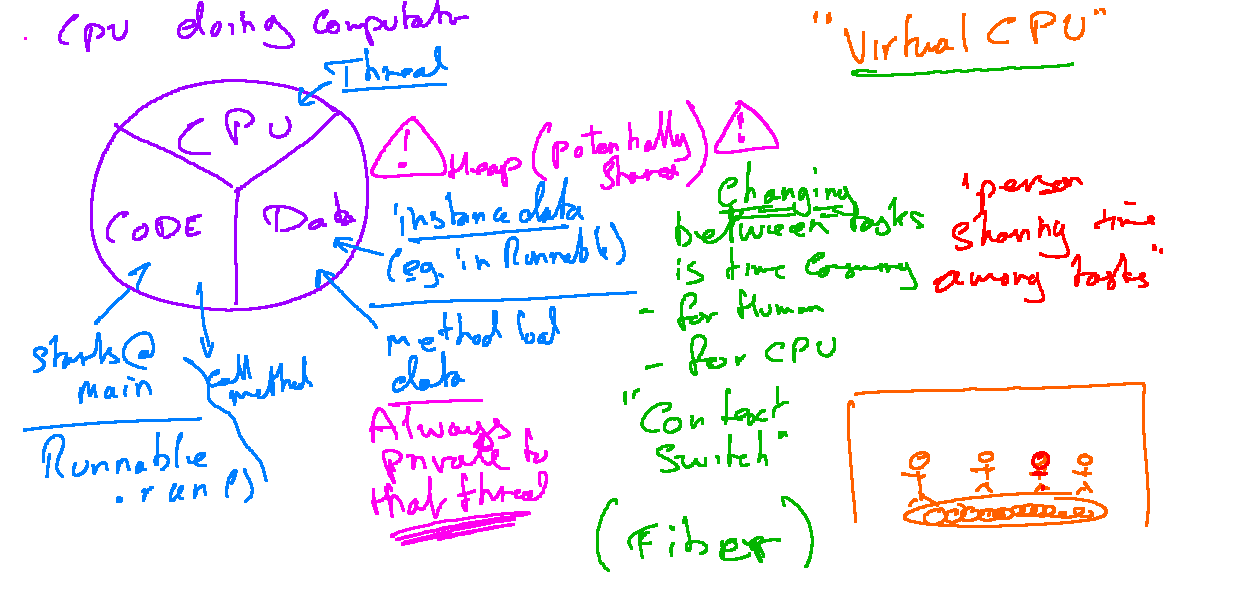 CPU doing computatn
Thread
CPU
CODE
Data
starts@
main
Runnable
.run()
call
method
! Heap (potentially
shared) !
instance data
(eg. in Runnable)
method local
data
Always
private to
that thread
"Virtual CPU"
Changing
between tasks
is time consuming
- for Human
- for CPU
"Context
Switch"
(Fiber)
"person
sharing time
among tasks"